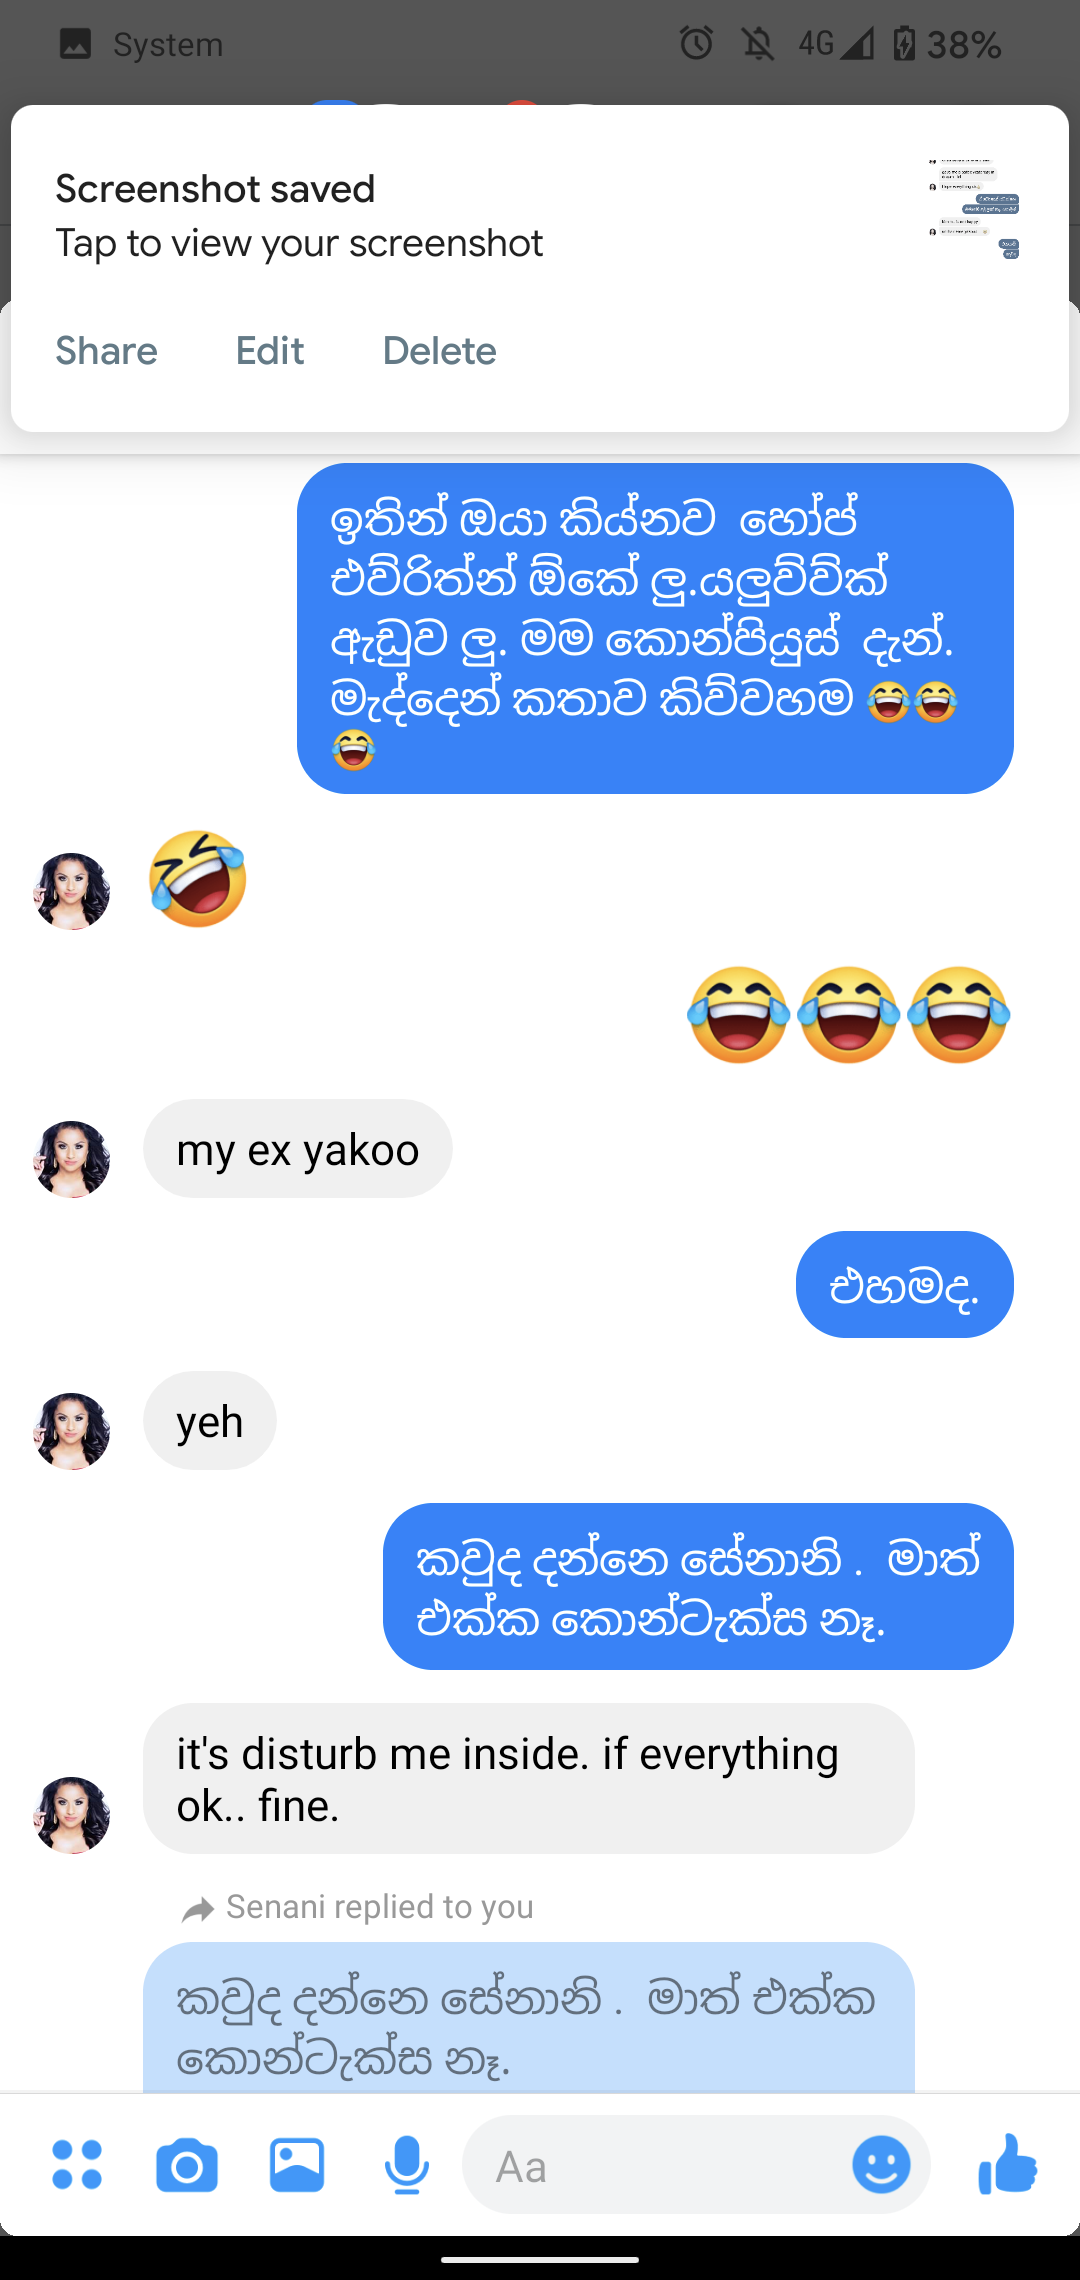 System
4G 38%
Screenshot saved
Tap to view your screenshot
Share Edit Delete
ඉතින් ඔයා කිය්නව හෝප්
එව්රිත්න් ඕකේ ලු.යලුව්ව්ක්
ඇඩුව ලු. මම කොන්පියුස් දැන්.
මැද්දෙන් කතාව කිව්වහම 😂😂
😂
🤣
😂😂😂
my ex yakoo
එහමද.
yeh
කවුද දන්නෙ සේනානි . මාත්
එක්ක කොන්ටැක්ස නෑ.
it's disturb me inside. if everything
ok.. fine.
Senani replied to you
කවුද දන්නෙ සේනානි . මාත් එක්ක
කොන්ටැක්ස නෑ.
Aa